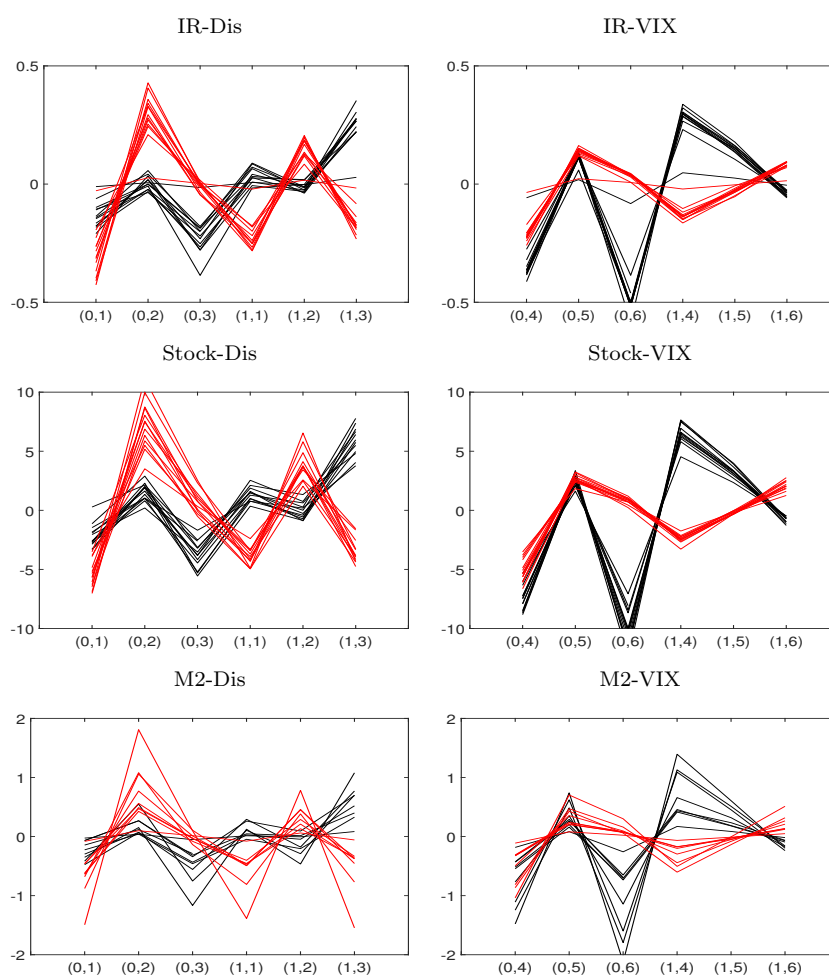 IR-Dis
0.5
0
-0.5
(0,1) (0,2) (0,3) (1,1) (1,2) (1,3)
IR-VIX
0.5
0
-0.5
(0,4) (0,5) (0,6) (1,4) (1,5) (1,6)
Stock-Dis
10
5
0
-5
-10
(0,1) (0,2) (0,3) (1,1) (1,2) (1,3)
Stock-VIX
10
5
0
-5
-10
(0,4) (0,5) (0,6) (1,4) (1,5) (1,6)
M2-Dis
2
1
0
-1
-2
(0,1) (0,2) (0,3) (1,1) (1,2) (1,3)
M2-VIX
2
1
0
-1
-2
(0,4) (0,5) (0,6) (1,4) (1,5) (1,6)